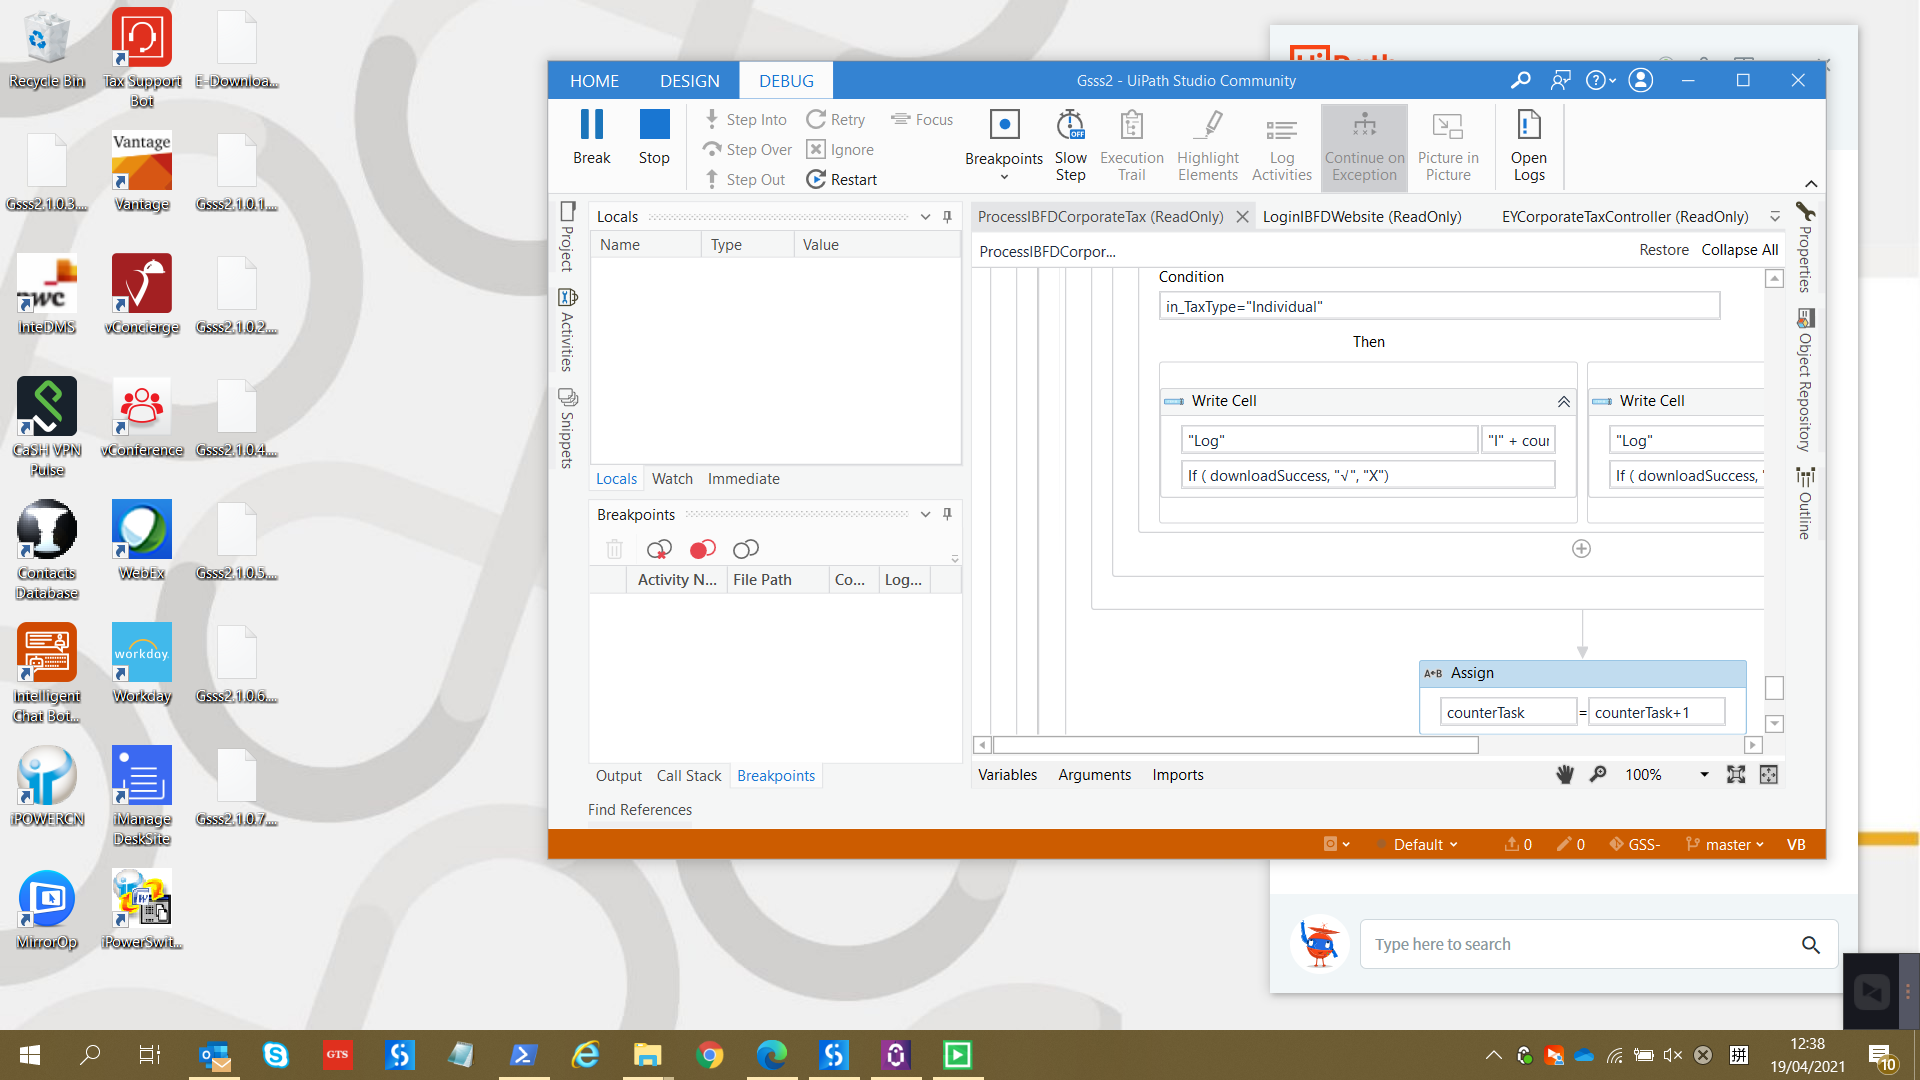 Recycle Bin
Tax Support Bot
E-Downloa...
Gsss2.1.0.3....
Vantage
Vantage
Gsss2.1.0.1....
pwc
InteDMS
vConcierge
Gsss2.1.0.2....
CaSH VPN Pulse
vConference
Gsss2.1.0.4....
Contacts Database
WebEx
Gsss2.1.0.5....
Intelligent Chat Bot...
workday.
Workday
Gsss2.1.0.6....
iPOWERCN
iManage DeskSite
Gsss2.1.0.7....
MirrorOp
iPowerSwit...
HOME DESIGN DEBUG
Gsss2 - UiPath Studio Community
Break
Stop
Step Into
Step Over
Step Out
Retry
Ignore
Restart
Focus
Breakpoints
OFF
Slow Step
Execution Trail
Highlight Elements
Log Activities
Continue on Exception
Picture in Picture
Open Logs
Project
Activities
Snippets
Locals
Name Type Value
Locals Watch Immediate
Breakpoints
Activity N... File Path Co... Log...
Output Call Stack Breakpoints
Find References
ProcessIBFDCorporateTax (ReadOnly) LoginIBFDWebsite (ReadOnly) EYCorporateTaxController (ReadOnly)
ProcessIBFDCorpor...
Restore Collapse All
Condition
in_TaxType="Individual"
Then
Write Cell
"Log" "I" + cour
If ( downloadSuccess, "√", "X")
Write Cell
"Log"
If ( downloadSuccess,
A+B Assign
counterTask = counterTask+1
Variables Arguments Imports
100%
Properties
Object Repository
Outline
Default 0 0 GSS- master VB
Type here to search
GTS
拼
12:38
19/04/2021
10